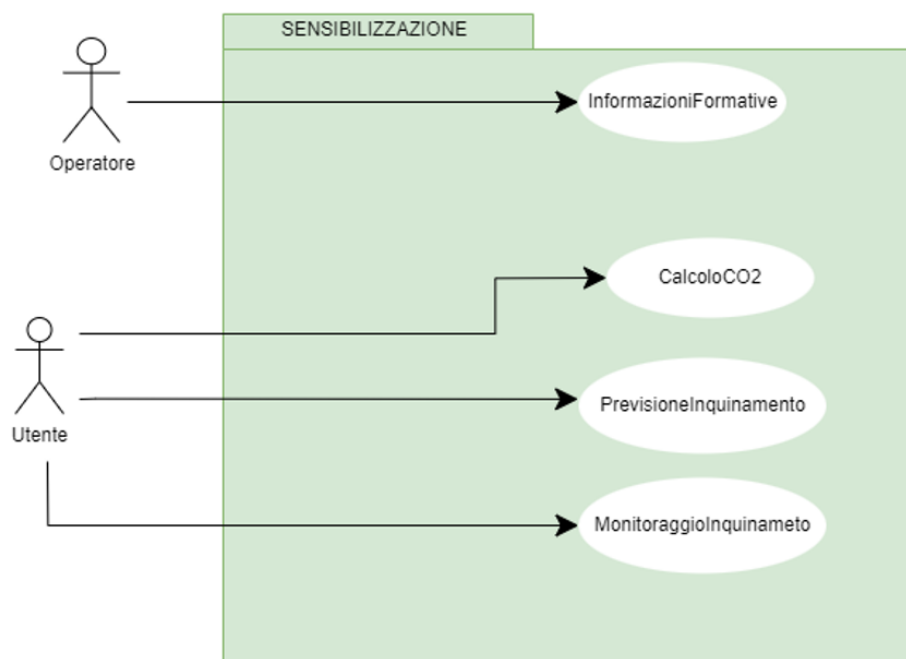 SENSIBILIZZAZIONE
InformazioniFormative
Operatore
CalcoloCO2
PrevisioneInquinamento
Utente
MonitoraggioInquinameto